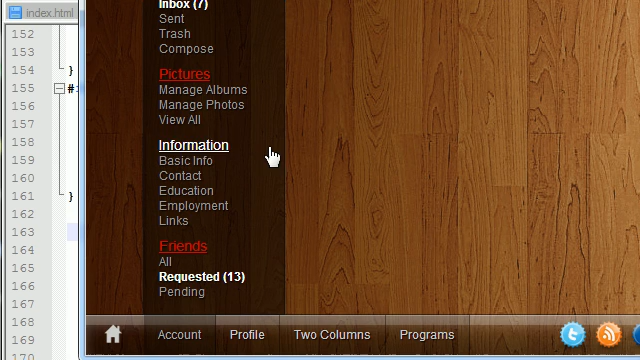 index.html
152
153
154 }
155 #
156
157
158
159
160
161 }
162
163
164
165
166
167
168
169
170
Inbox (7)
Sent
Trash
Compose
Pictures
Manage Albums
Manage Photos
View All
Information
Basic Info
Contact
Education
Employment
Links
Friends
All
Requested (13)
Pending
Account Profile Two Columns Programs